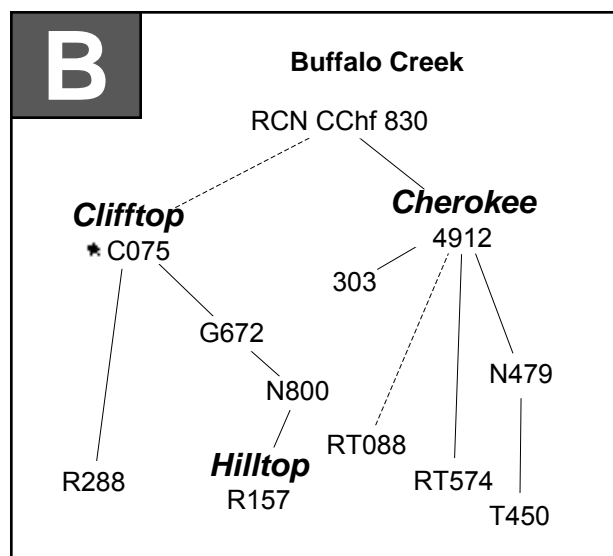 B
Buffalo Creek
RCN CChf 830
Clifftop
Cherokee
C075
4912
303
G672
N479
N800
RT088
Hilltop
R288
RT574
R157
T450